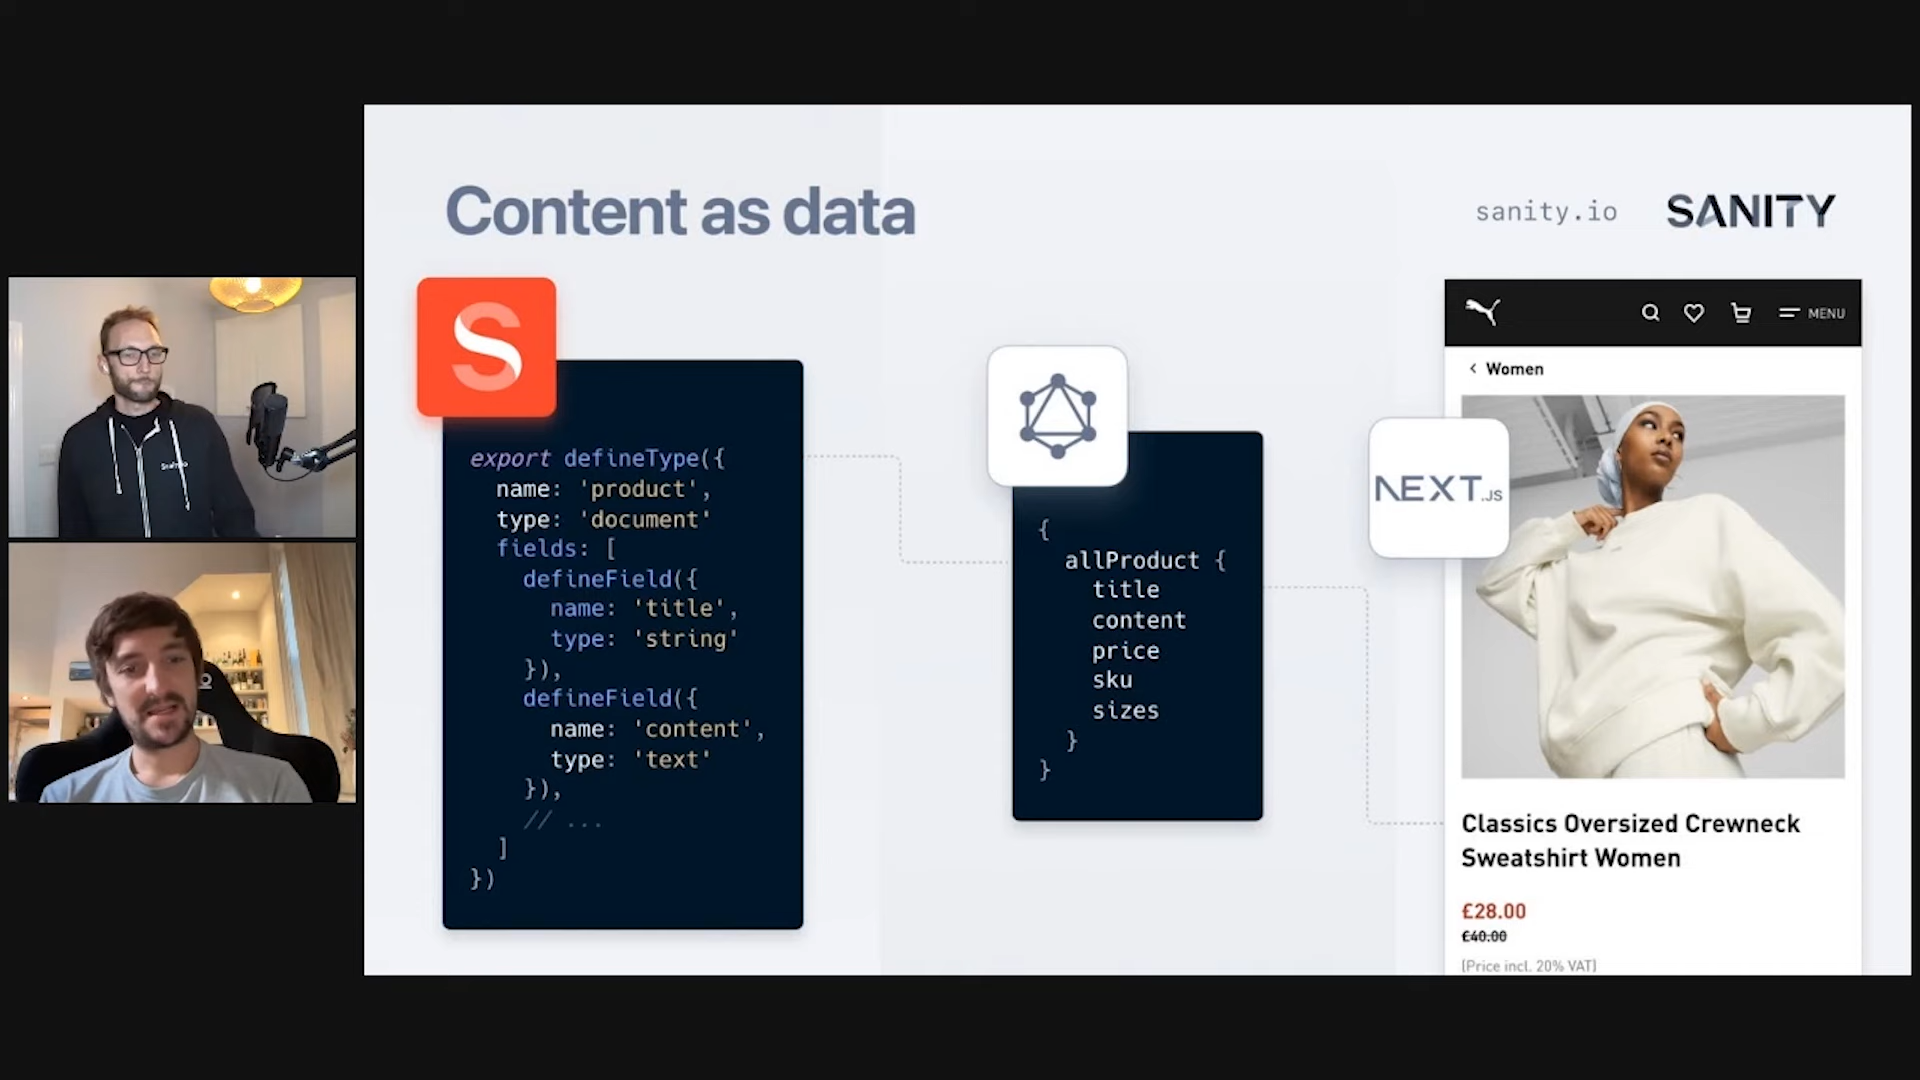 Content as data
sanity.io
SANITY
S
export defineType({
name: 'product',
type: 'document'
fields: [
defineField({
name: 'title',
type: 'string'
}),
defineField({
name: 'content',
type: 'text'
}),
// ...
]
})
{
allProduct {
title
content
price
sku
sizes
}
}
NEXT.JS
MENU
< Women
Classics Oversized Crewneck
Sweatshirt Women
£28.00
£40.00
(Price incl. 20% VAT)